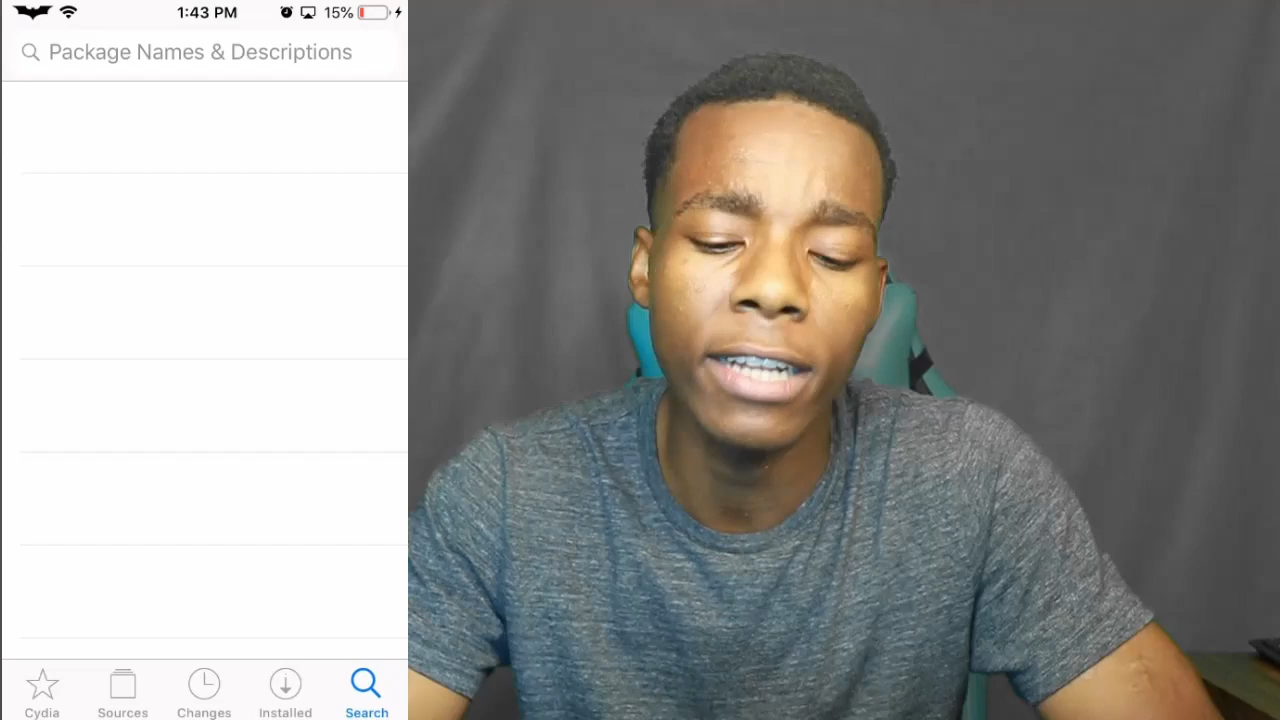 1:43 PM 15%
Package Names & Descriptions
Cydia Sources Changes Installed Search